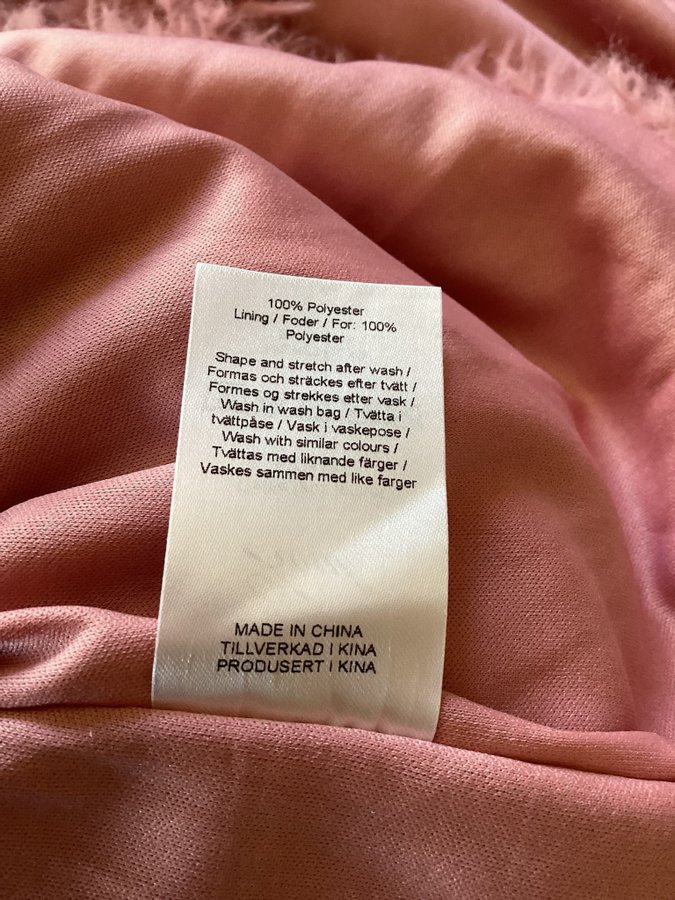 100% Polyester
Lining / Foder / For: 100%
Polyester
Shape and stretch after wash /
Formas och sträckes efter tvätt /
Formes og strekkes etter vask /
Wash in wash bag / Tvätta i
tvättpåse / Vask i vaskepose /
Wash with similar colours /
Tvättas med liknande färger /
Vaskes sammen med like farger
MADE IN CHINA
TILLVERKAD I KINA
PRODUSERT I KINA